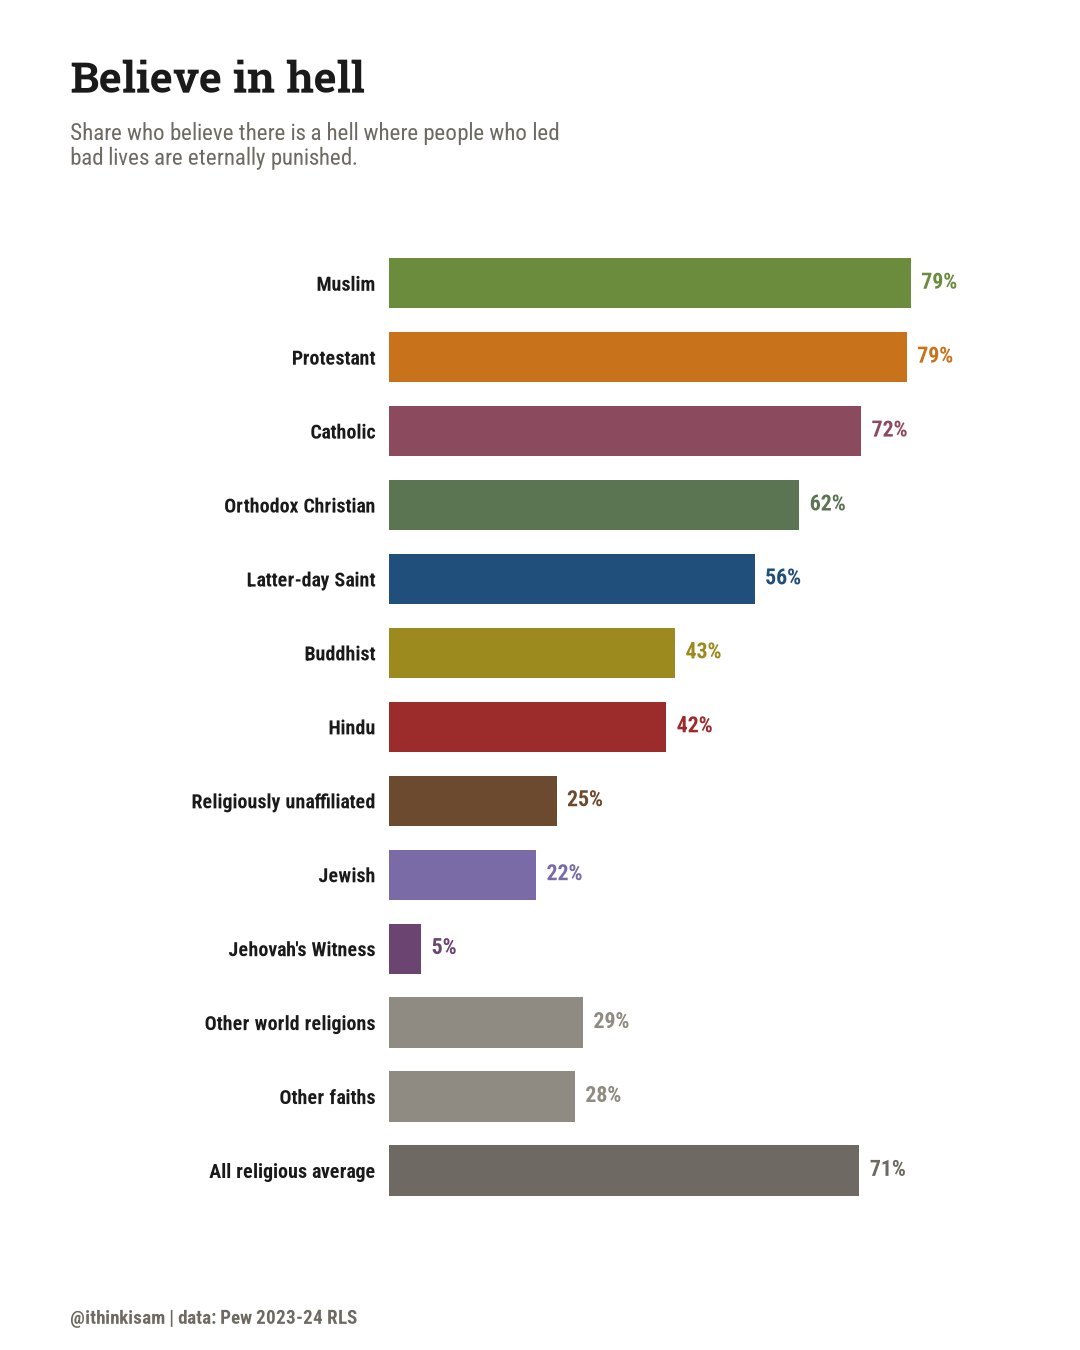 Believe in hell
Share who believe there is a hell where people who led
bad lives are eternally punished.
Muslim 79%
Protestant 79%
Catholic 72%
Orthodox Christian 62%
Latter-day Saint 56%
Buddhist 43%
Hindu 42%
Religiously unaffiliated 25%
Jewish 22%
Jehovah's Witness 5%
Other world religions 29%
Other faiths 28%
All religious average 71%
@ithinkisam | data: Pew 2023-24 RLS